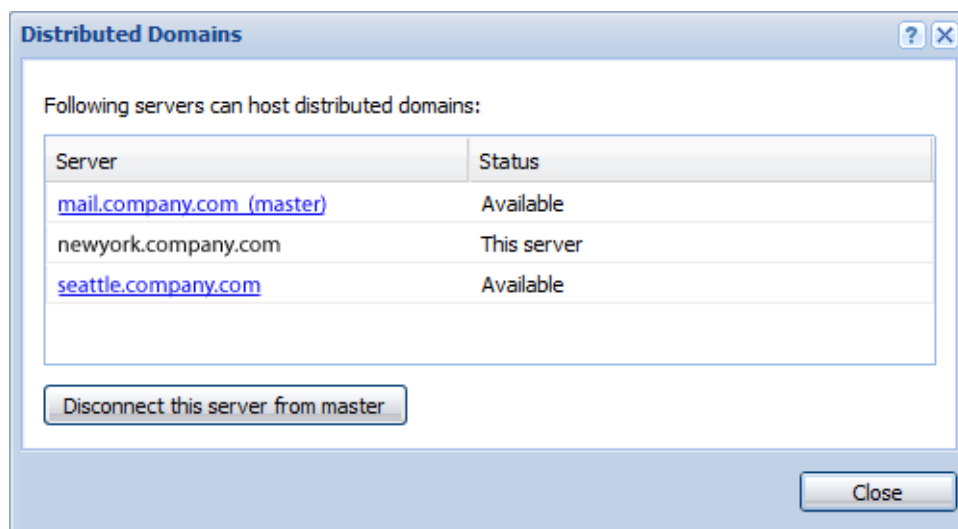 Distributed Domains
Following servers can host distributed domains:
Server Status
mail.company.com (master) Available
newyork.company.com This server
seattle.company.com Available
Disconnect this server from master
Close